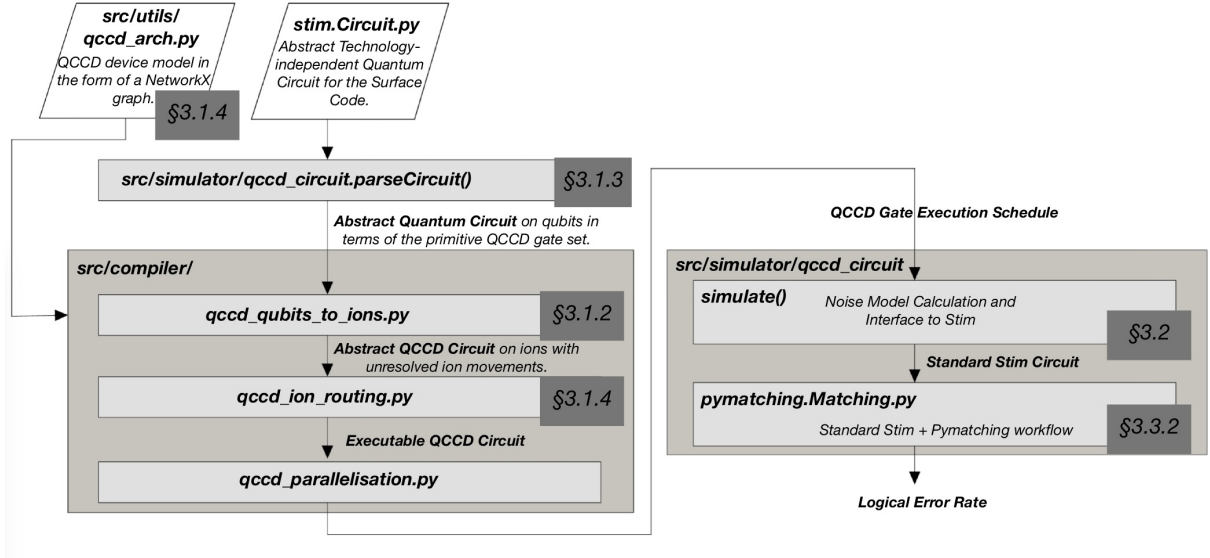 src/utils/
qccd_arch.py
QCCD device model in
the form of a NetworkX
graph.
§3.1.4
stim.Circuit.py
Abstract Technology-
independent Quantum
Circuit for the Surface
Code.
src/simulator/qccd_circuit.parseCircuit()
§3.1.3
Abstract Quantum Circuit on qubits in
terms of the primitive QCCD gate set.
src/compiler/
qccd_qubits_to_ions.py
§3.1.2
Abstract QCCD Circuit on ions with
unresolved ion movements.
qccd_ion_routing.py
§3.1.4
Executable QCCD Circuit
qccd_parallelisation.py
QCCD Gate Execution Schedule
src/simulator/qccd_circuit
simulate()
Noise Model Calculation and
Interface to Stim
§3.2
Standard Stim Circuit
pymatching.Matching.py
Standard Stim + Pymatching workflow
§3.3.2
Logical Error Rate